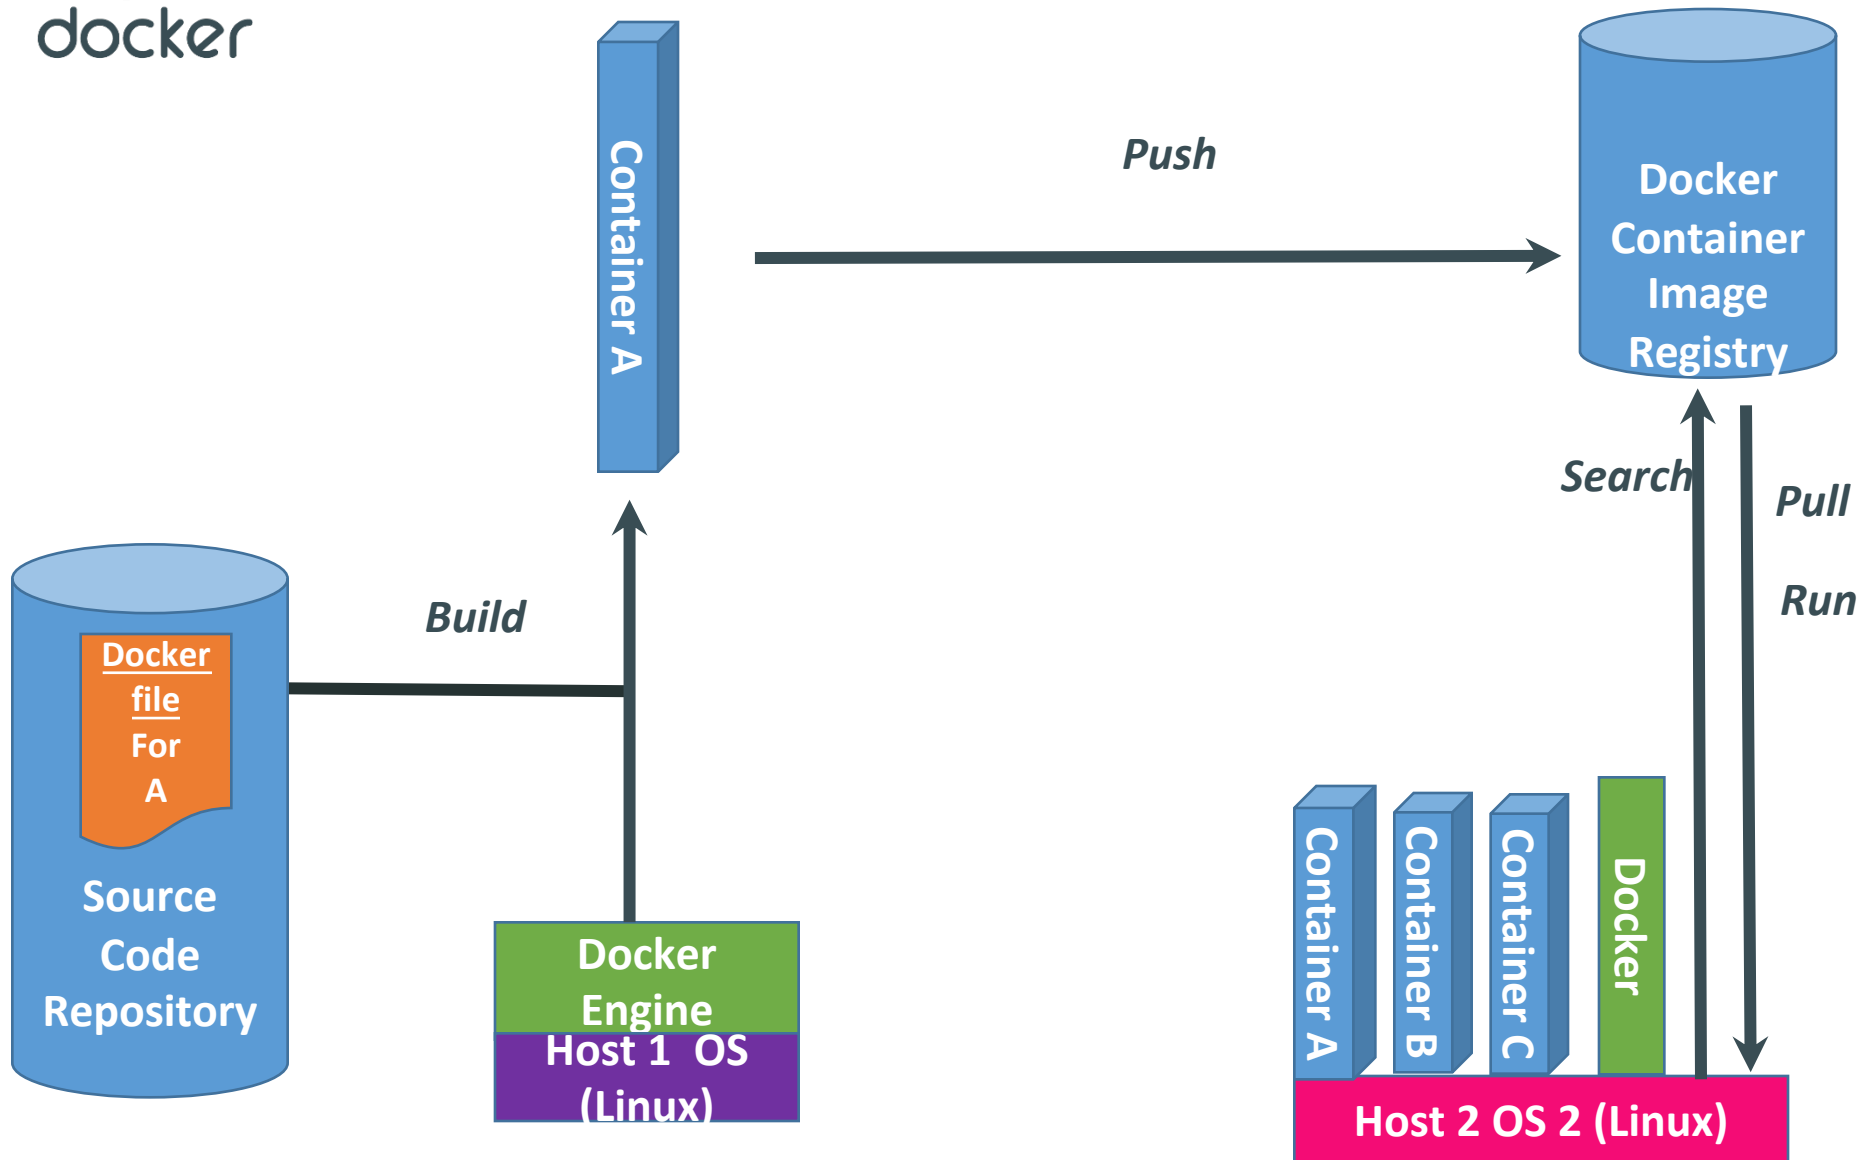 docker
Container A
Push
Docker
Container
Image
Registry
Search
Pull
Run
Build
Docker
file
For
A
Source
Code
Repository
Docker
Engine
Host 1 OS
(Linux)
Container A
Container B
Container C
Docker
Host 2 OS 2 (Linux)